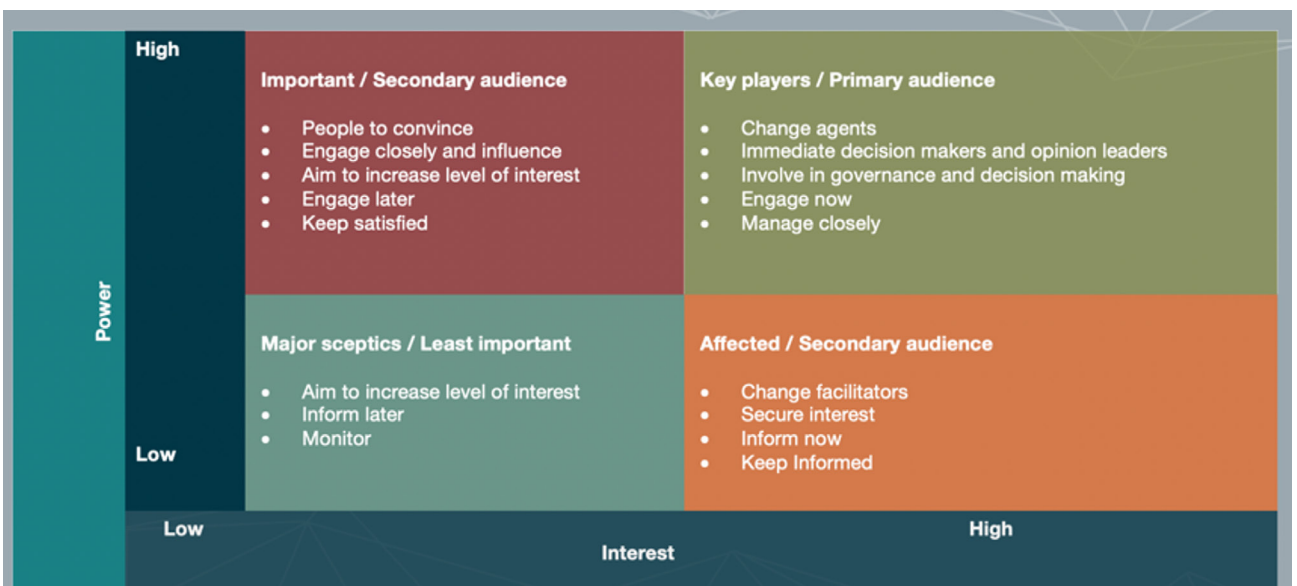 High
Important / Secondary audience
• People to convince
• Engage closely and influence
• Aim to increase level of interest
• Engage later
• Keep satisfied
Key players / Primary audience
• Change agents
• Immediate decision makers and opinion leaders
• Involve in governance and decision making
• Engage now
• Manage closely
Power
Major sceptics / Least important
• Aim to increase level of interest
• Inform later
• Monitor
Affected / Secondary audience
• Change facilitators
• Secure interest
• Inform now
• Keep Informed
Low
Low
High
Interest